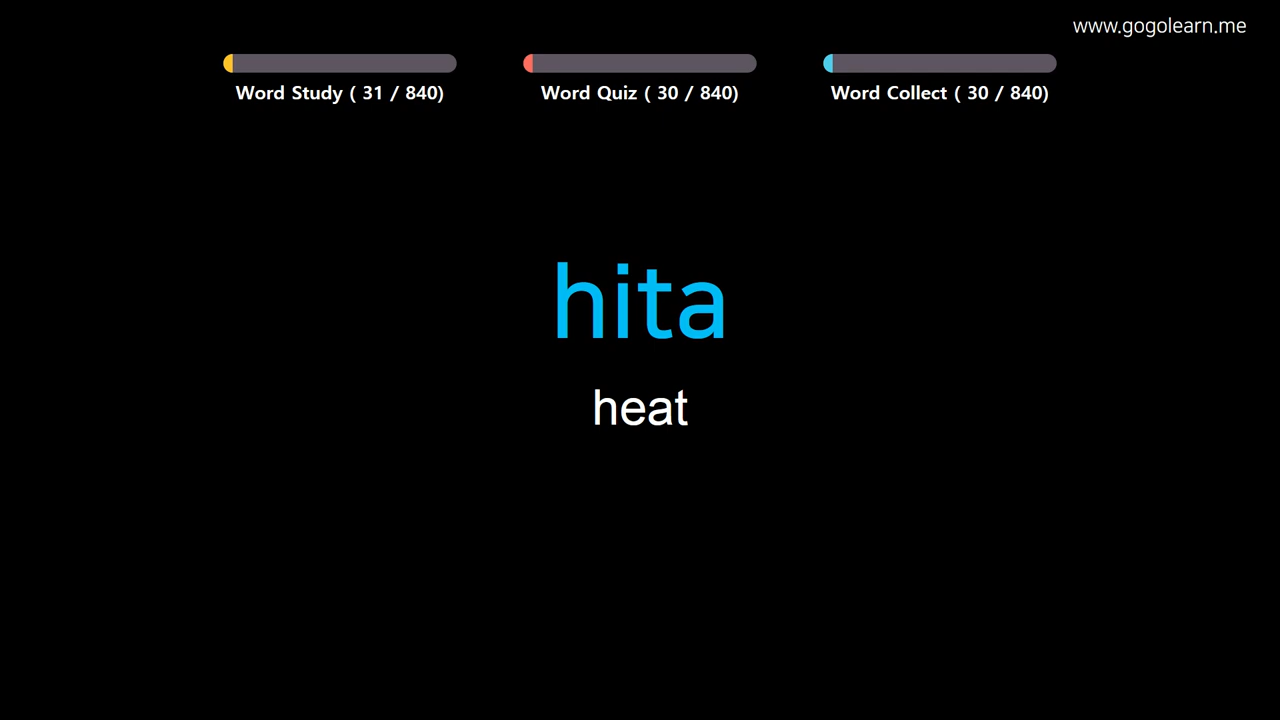 www.gogolearn.me
Word Study ( 31 / 840)
Word Quiz ( 30 / 840)
Word Collect ( 30 / 840)
hita
heat